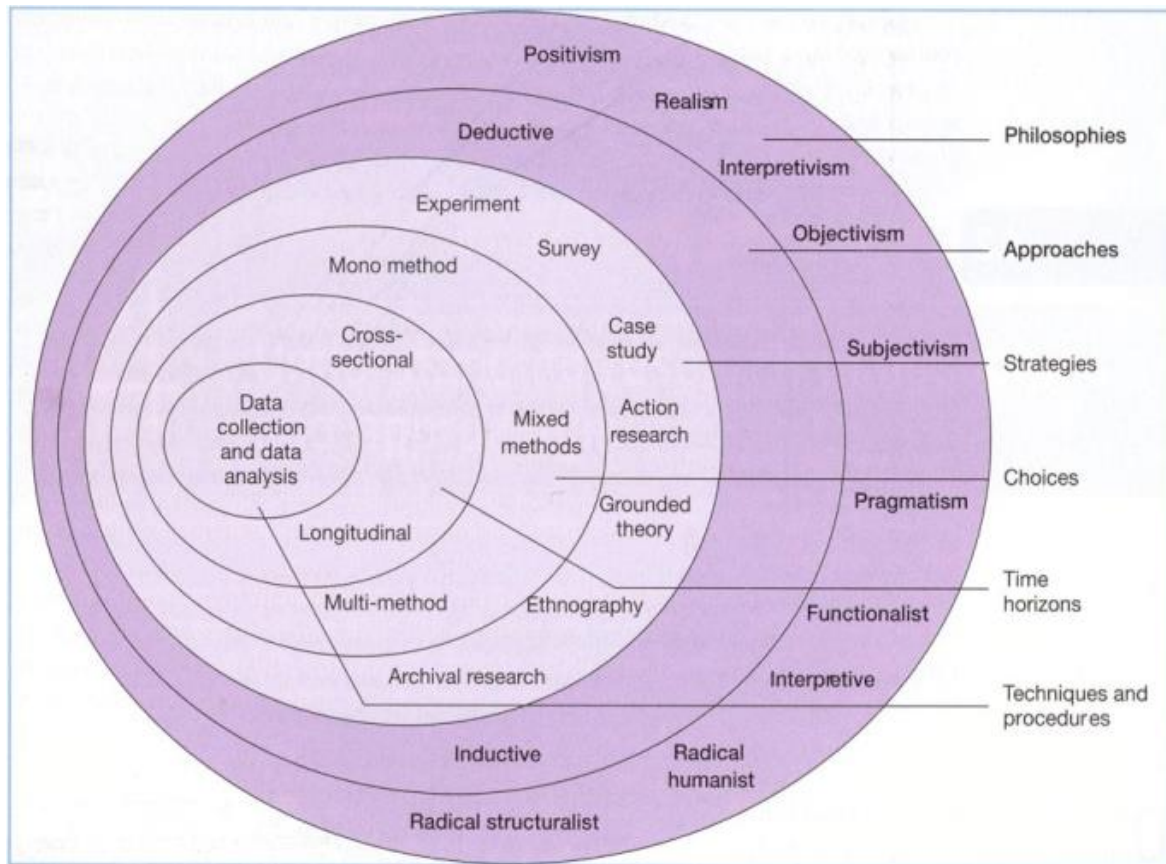 Positivism
Realism
Philosophies
Deductive
Interpretivism
Experiment
Objectivism
Approaches
Survey
Mono method
Case
study
Cross-
sectional
Subjectivism
Strategies
Data
collection
and data
analysis
Mixed
methods
Action
research
Choices
Pragmatism
Grounded
theory
Longitudinal
Time
horizons
Multi-method
Ethnography
Functionalist
Archival research
Interpretive
Techniques and
procedures
Inductive
Radical
humanist
Radical structuralist